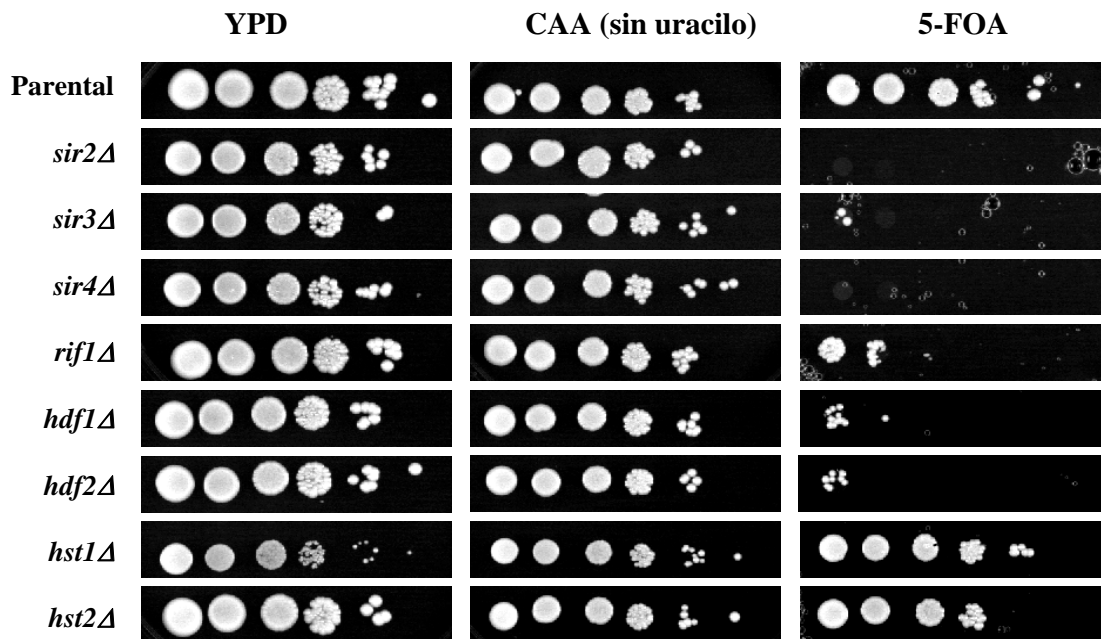 YPD CAA (sin uracilo) 5-FOA
Parental
sir2Δ
sir3Δ
sir4Δ
rif1Δ
hdf1Δ
hdf2Δ
hst1Δ
hst2Δ